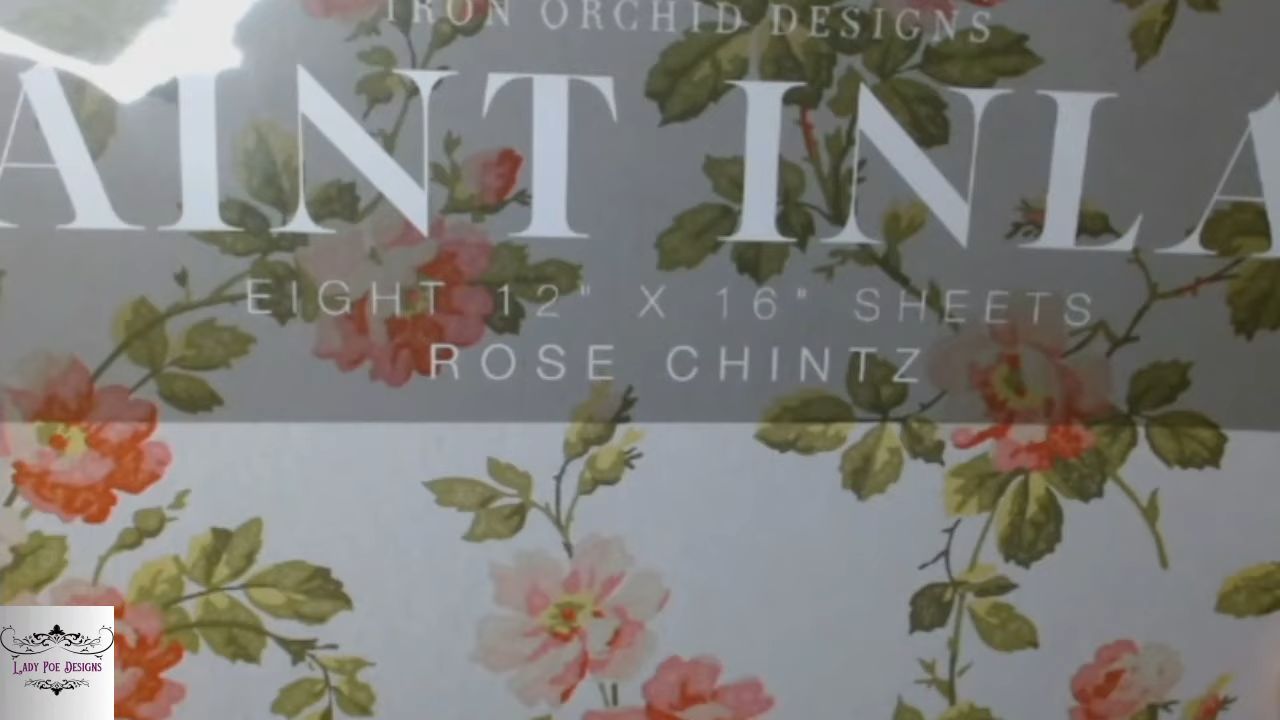 IRON ORCHID DESIGNS
AINT INLA
EIGHT 12" X 16" SHEETS
ROSE CHINTZ
LADY POE DESIGNS